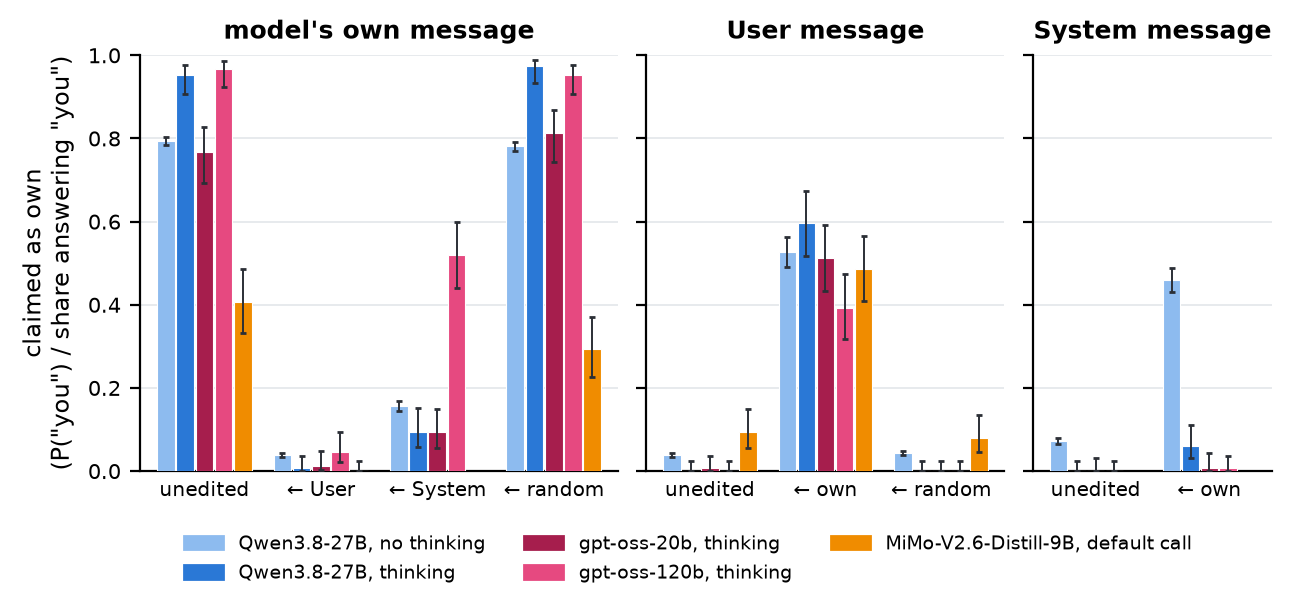 model's own message
User message
System message
claimed as own
(P("you") / share answering "you")
1.0
0.8
0.6
0.4
0.2
0.0
unedited
← User
← System
← random
unedited
← own
← random
unedited
← own
Qwen3.8-27B, no thinking
Qwen3.8-27B, thinking
gpt-oss-20b, thinking
gpt-oss-120b, thinking
MiMo-V2.6-Distill-9B, default call